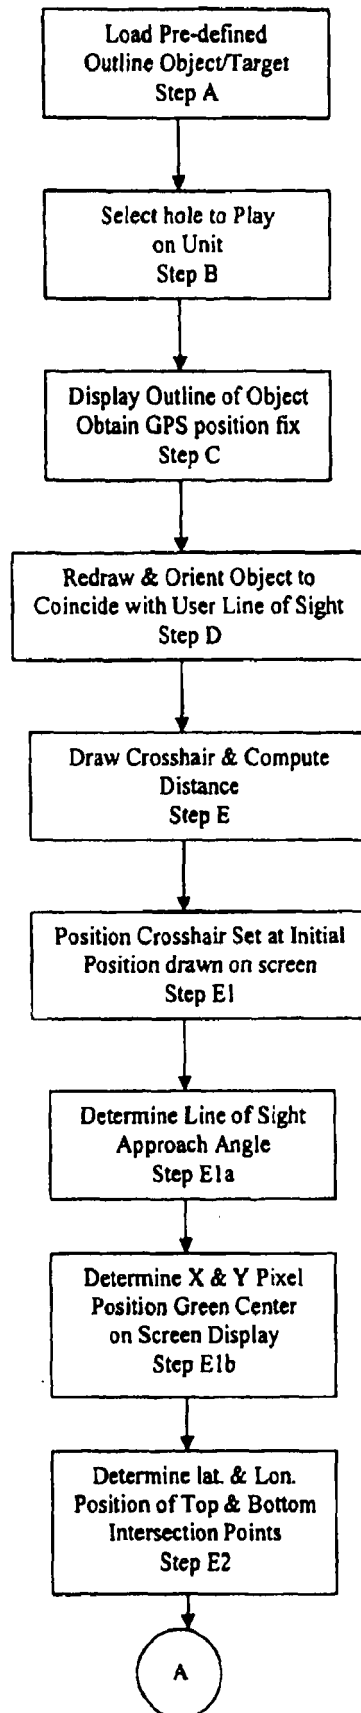 Load Pre-defined
Outline Object/Target
Step A
Select hole to Play
on Unit
Step B
Display Outline of Object
Obtain GPS position fix
Step C
Redraw & Orient Object to
Coincide with User Line of Sight
Step D
Draw Crosshair & Compute
Distance
Step E
Position Crosshair Set at Initial
Position drawn on screen
Step E1
Determine Line of Sight
Approach Angle
Step E1a
Determine X & Y Pixel
Position Green Center
on Screen Display
Step E1b
Determine lat. & Lon.
Position of Top & Bottom
Intersection Points
Step E2
A